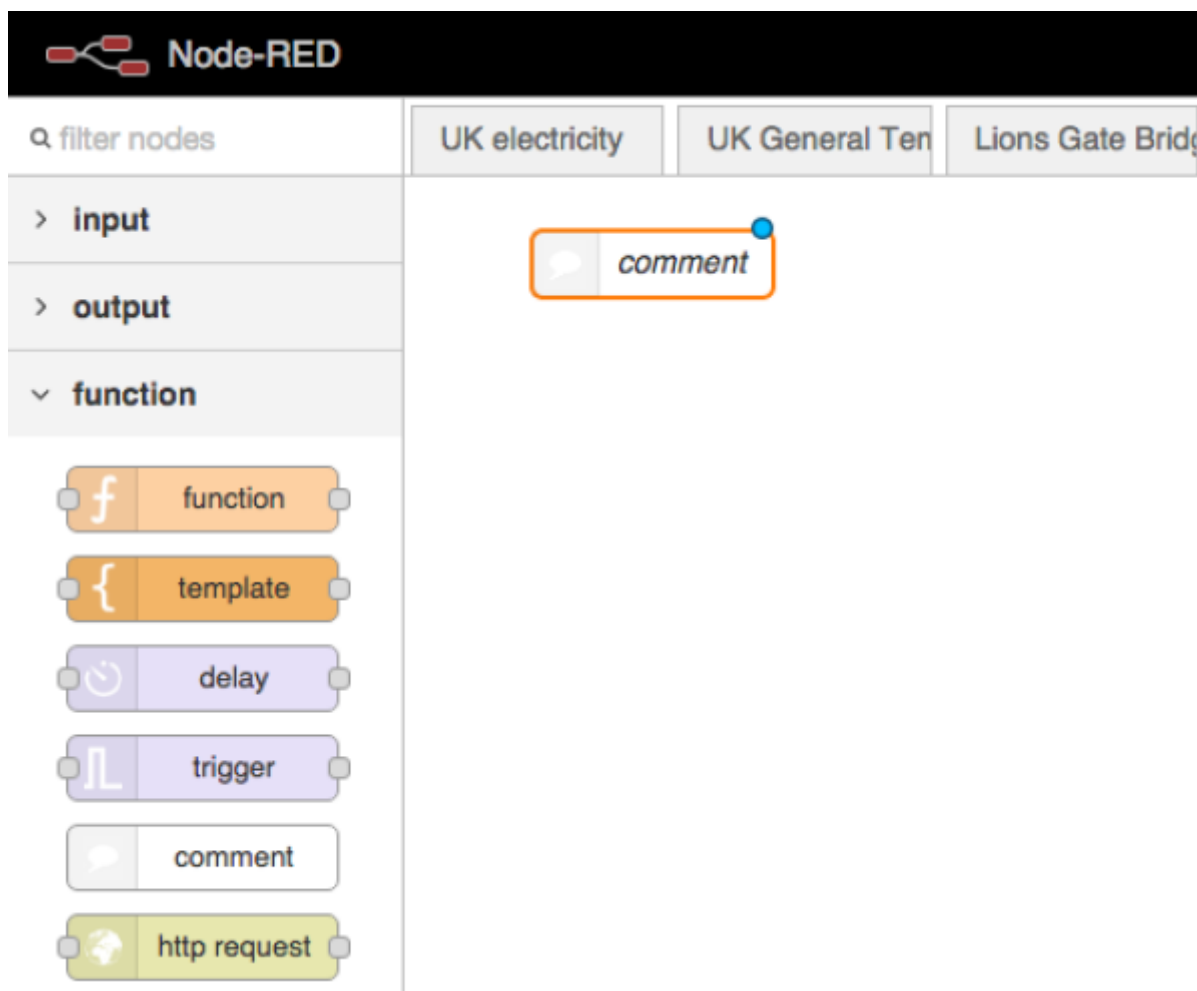 Node-RED
filter nodes
UK electricity
UK General Ten
Lions Gate Bridg
input
output
function
comment
function
template
delay
trigger
comment
http request